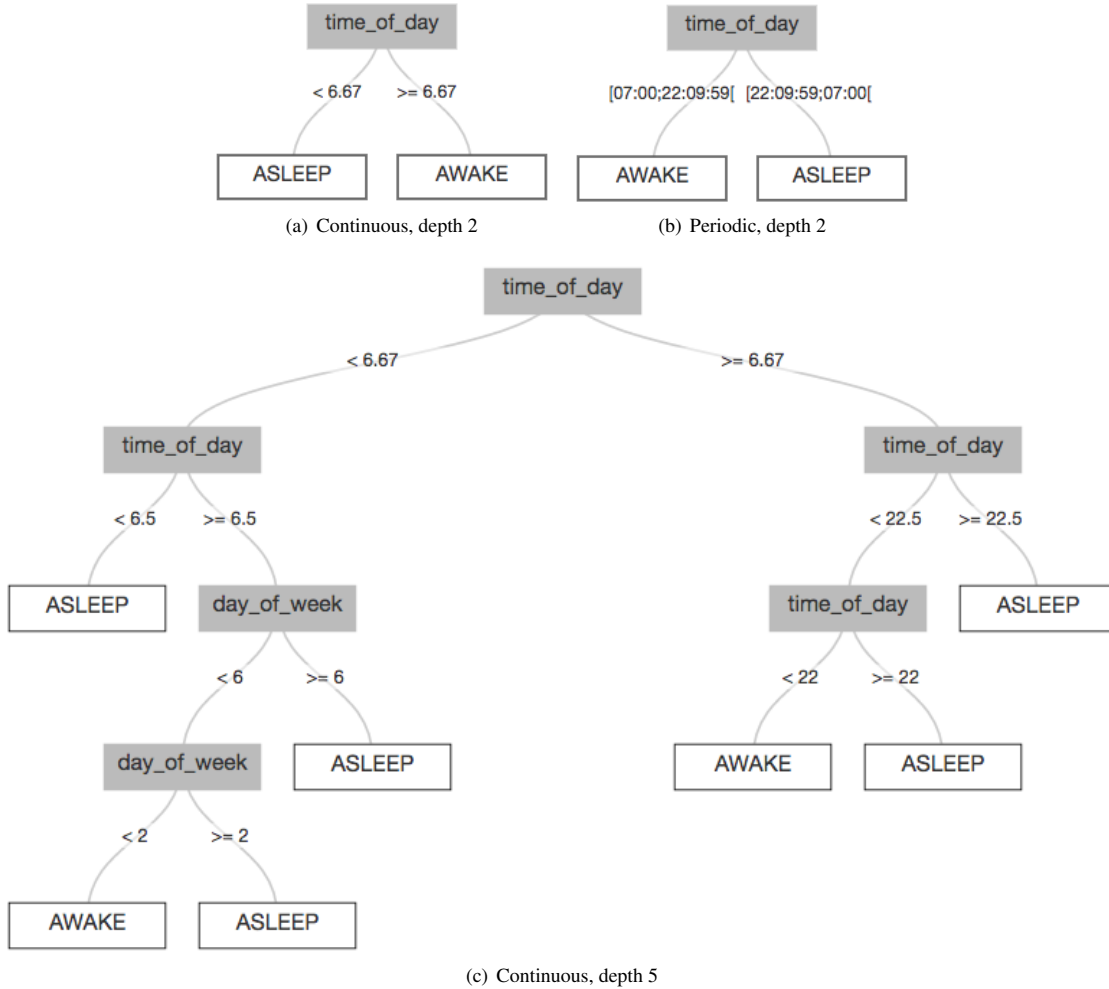 time_of_day time_of_day
< 6.67 >= 6.67 [07:00;22:09:59[ [22:09:59;07:00[
ASLEEP AWAKE AWAKE ASLEEP
(a) Continuous, depth 2 (b) Periodic, depth 2
time_of_day
< 6.67 >= 6.67
time_of_day time_of_day
< 6.5 >= 6.5 < 22.5 >= 22.5
ASLEEP day_of_week time_of_day ASLEEP
< 6 >= 6 < 22 >= 22
day_of_week ASLEEP AWAKE ASLEEP
< 2 >= 2
AWAKE ASLEEP
(c) Continuous, depth 5